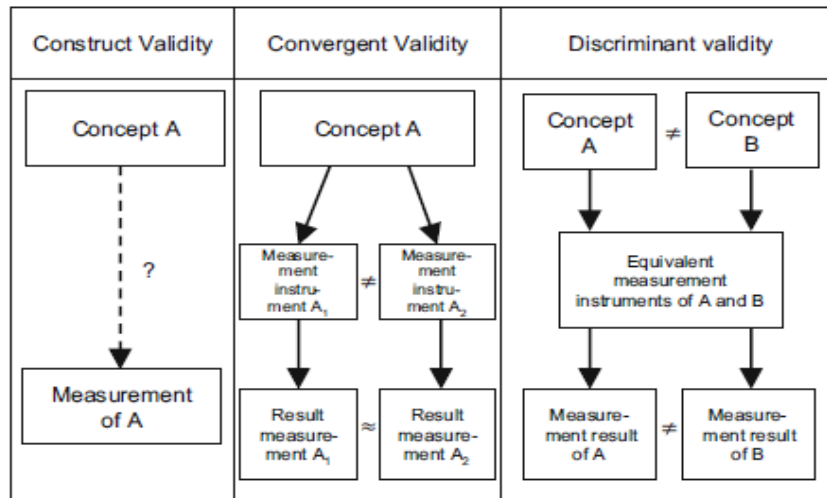 Construct Validity
Convergent Validity
Discriminant validity
Concept A
?
Measurement
of A
Concept A
Measure-
ment
instru-
ment A₁
≠
Measure-
ment
instru-
ment A₂
Result
measure-
ment A₁
≈
Result
measure-
ment A₂
Concept
A
≠
Concept
B
Equivalent
measurement
instruments of A and B
Measure-
ment result
of A
≠
Measure-
ment result
of B